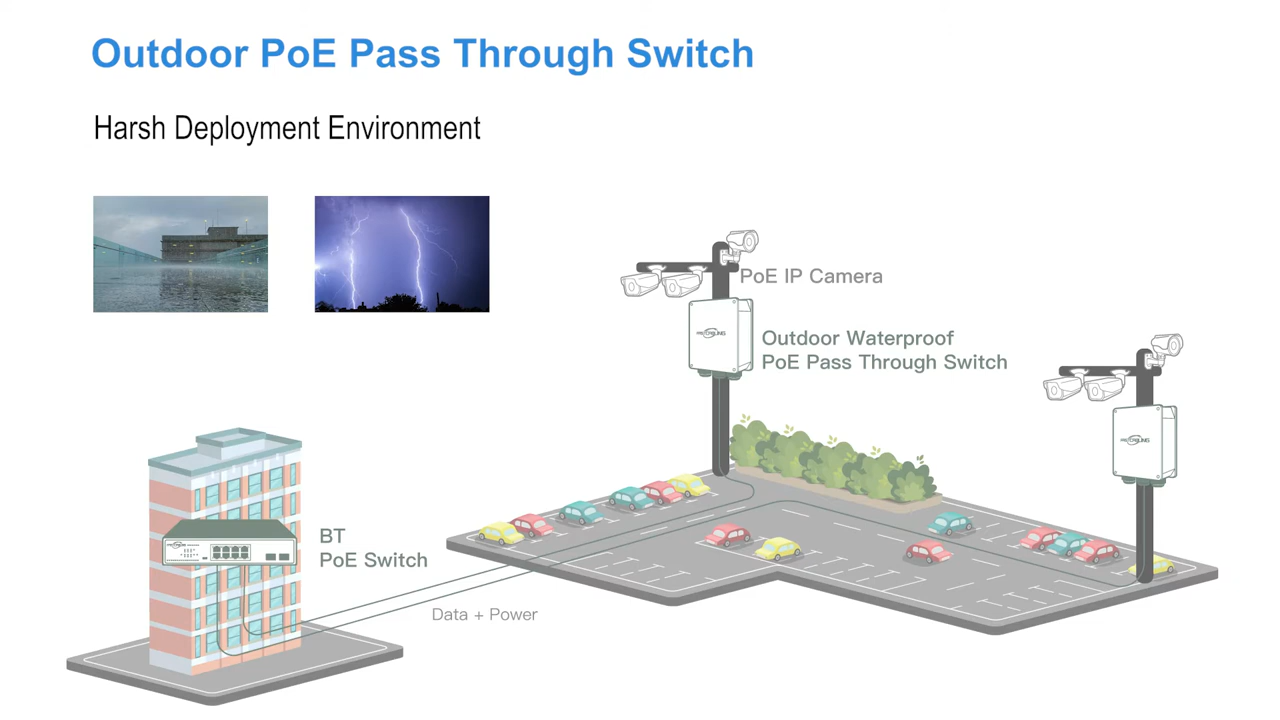 Outdoor PoE Pass Through Switch
Harsh Deployment Environment
PoE IP Camera
Outdoor Waterproof
PoE Pass Through Switch
BT
PoE Switch
Data + Power